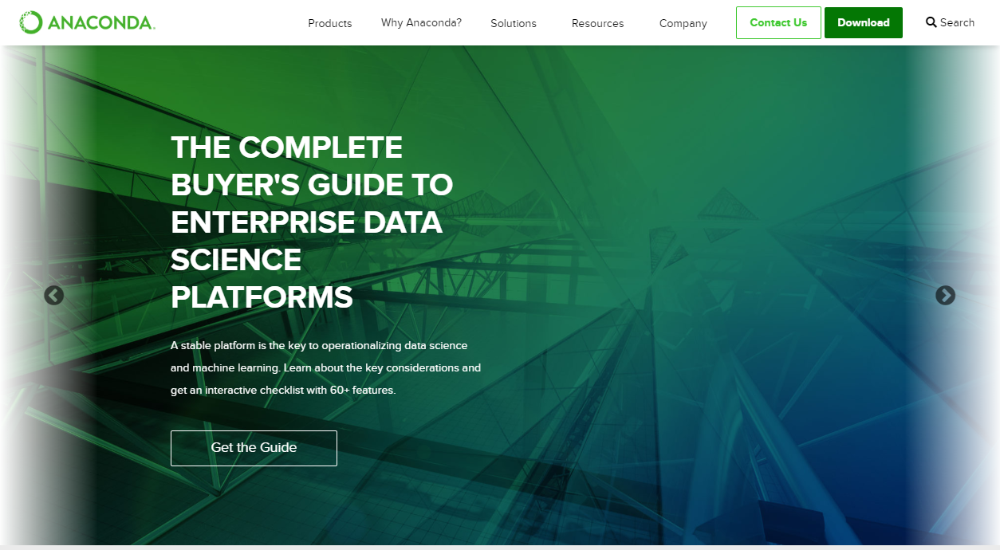 ANACONDA.
Products Why Anaconda? Solutions Resources Company Contact Us Download Search
THE COMPLETE
BUYER'S GUIDE TO
ENTERPRISE DATA
SCIENCE
PLATFORMS
A stable platform is the key to operationalizing data science
and machine learning. Learn about the key considerations and
get an interactive checklist with 60+ features.
Get the Guide